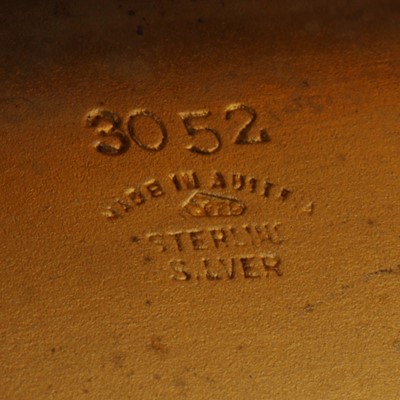 3052
MADE IN AUSTRIA
STERLING
SILVER